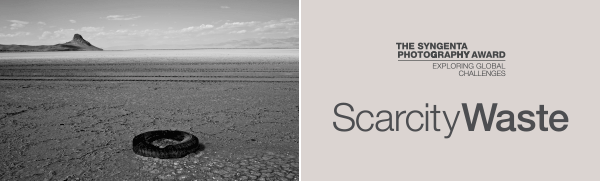 THE SYNGENTA
PHOTOGRAPHY AWARD
EXPLORING GLOBAL
CHALLENGES
ScarcityWaste